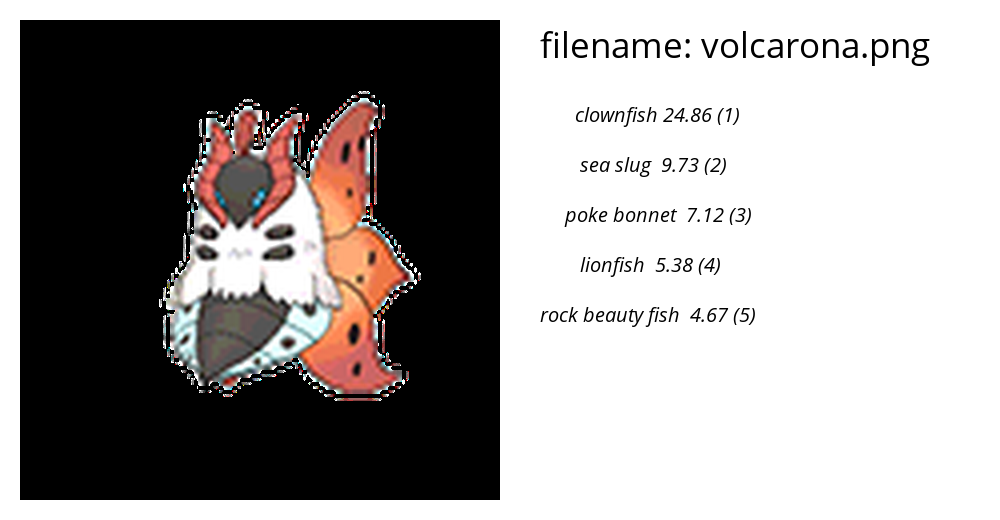 filename: volcarona.png
clownfish 24.86 (1)
sea slug 9.73 (2)
poke bonnet 7.12 (3)
lionfish 5.38 (4)
rock beauty fish 4.67 (5)